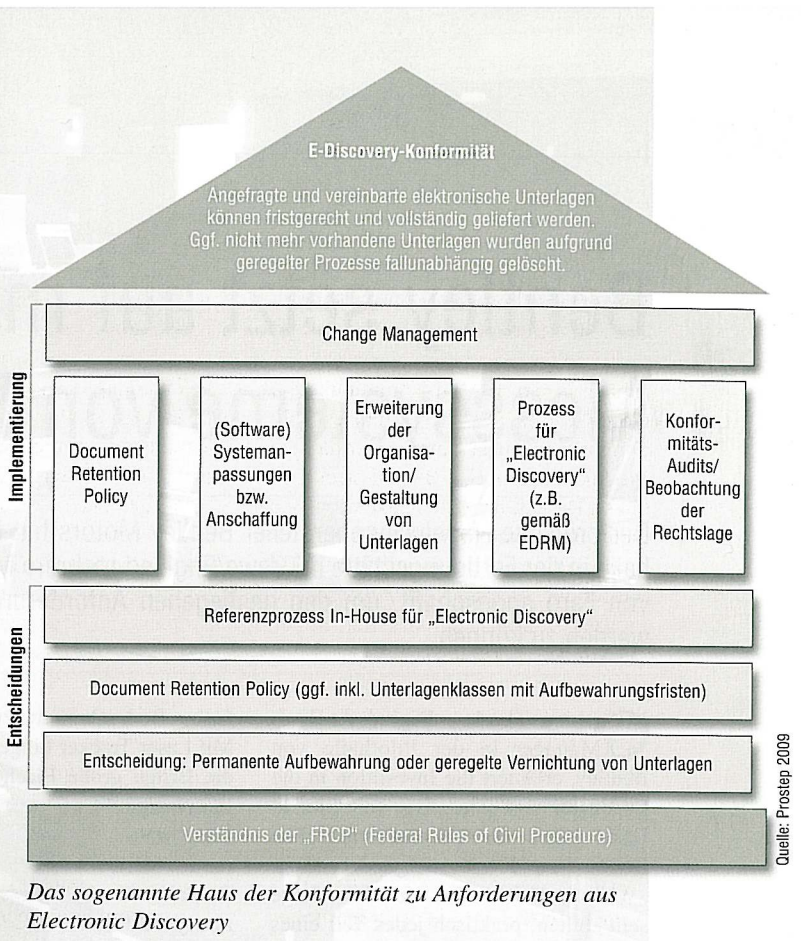 E-Discovery-Konformität
Angefragte und vereinbarte elektronische Unterlagen
können fristgerecht und vollständig geliefert werden.
Ggf. nicht mehr vorhandene Unterlagen wurden aufgrund
geregelter Prozesse fallunabhängig gelöscht.
Implementierung
Change Management
Document
Retention
Policy
(Software)
Systeman-
passungen
bzw.
Anschaffung
Erweiterung
der
Organisa-
tion/
Gestaltung
von
Unterlagen
Prozess
für
„Electronic
Discovery“
(z.B.
gemäß
EDRM)
Konfor-
mitäts-
Audits/
Beobachtung
der
Rechtslage
Entscheidungen
Referenzprozess In-House für „Electronic Discovery“
Document Retention Policy (ggf. inkl. Unterlagenklassen mit Aufbewahrungsfristen)
Entscheidung: Permanente Aufbewahrung oder geregelte Vernichtung von Unterlagen
Verständnis der „FRCP“ (Federal Rules of Civil Procedure)
Quelle: Prostep 2009
Das sogenannte Haus der Konformität zu Anforderungen aus
Electronic Discovery